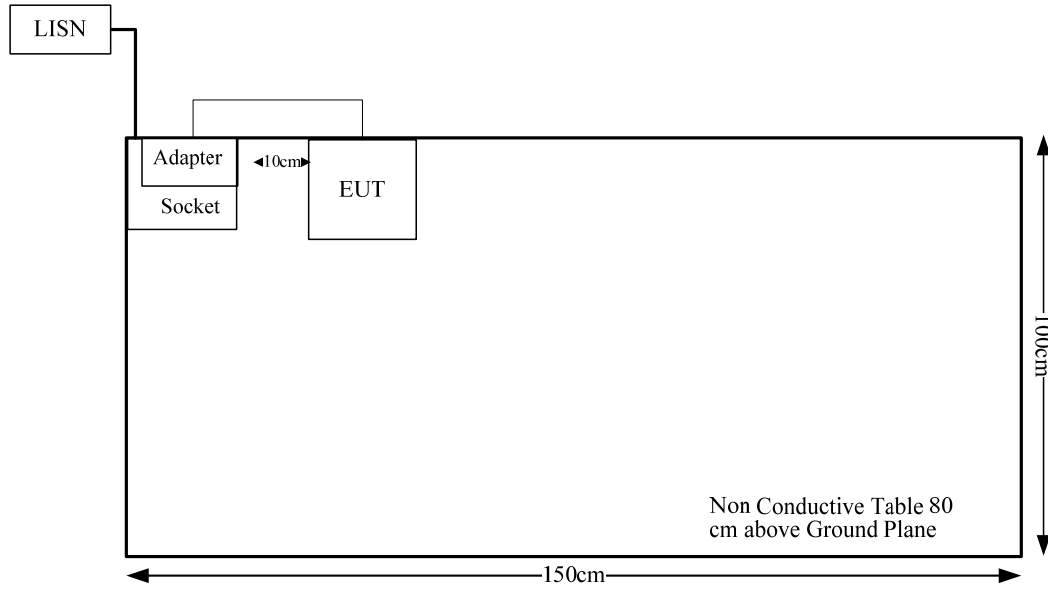 LISN
Adapter
10cm
EUT
Socket
100cm
Non Conductive Table 80
cm above Ground Plane
150cm